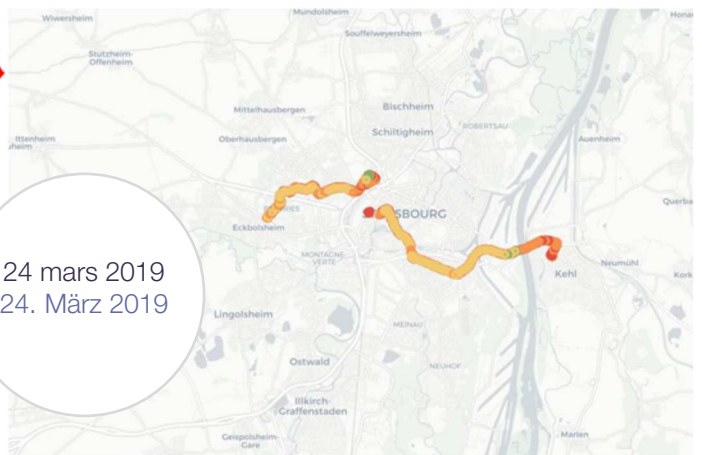 Wiwersheim
Mundolsheim
Souffelweyersheim
Stutzheim-
Offenheim
Mittelhausbergen
Bischheim
Ittenheim
Oberhausbergen
Schiltigheim
ROBERTSAU
Auenheim
SBOURG
Eckbolsheim
MONTAGNE
VERTE
Kehl
Neumühl
Kork
24 mars 2019
24. März 2019
Lingolsheim
MEINAU
Ostwald
NEUHOF
Illkirch-
Graffenstaden
Geispolsheim-
Gare
Marlen